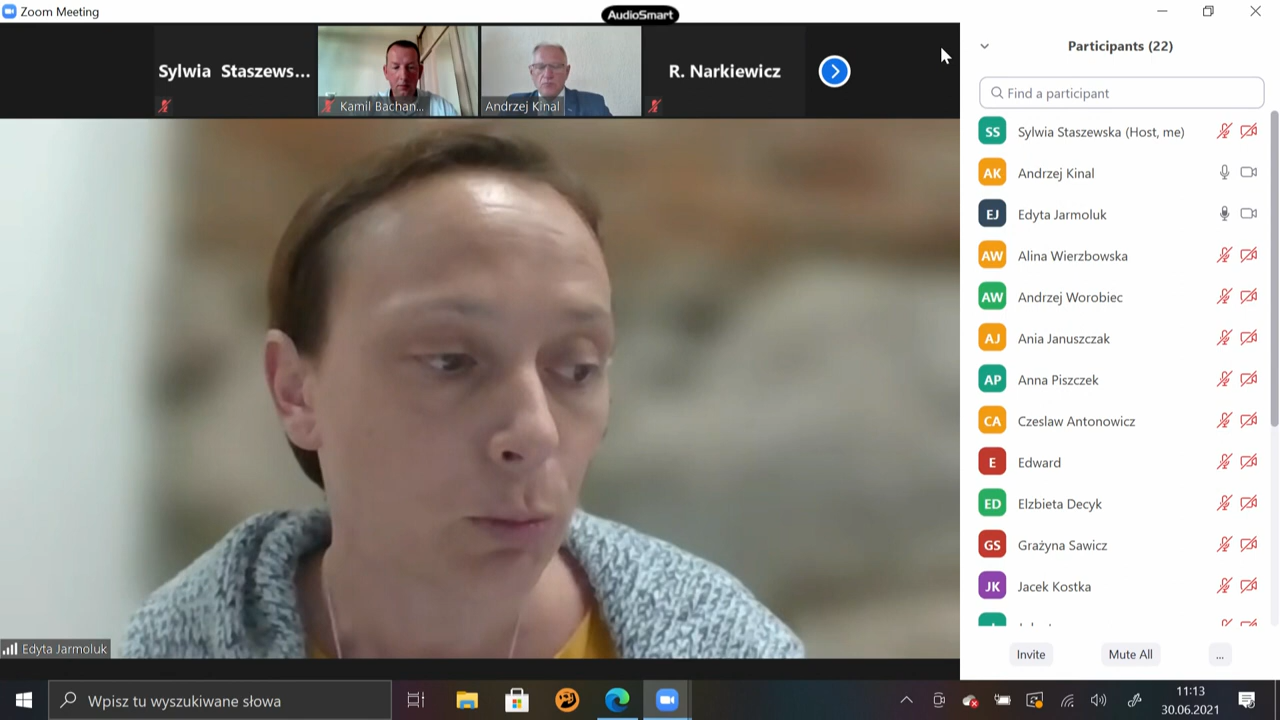 Zoom Meeting
AudioSmart
Sylwia Staszews...
Kamil Bachan...
Andrzej Kinal
R. Narkiewicz
Edyta Jarmoluk
Participants (22)
Find a participant
SS Sylwia Staszewska (Host, me)
AK Andrzej Kinal
EJ Edyta Jarmoluk
AW Alina Wierzbowska
AW Andrzej Worobiec
AJ Ania Januszczak
AP Anna Piszczek
CA Czeslaw Antonowicz
E Edward
ED Elzbieta Decyk
GS Grażyna Sawicz
JK Jacek Kostka
Invite
Mute All
...
Wpisz tu wyszukiwane słowa
11:13
30.06.2021